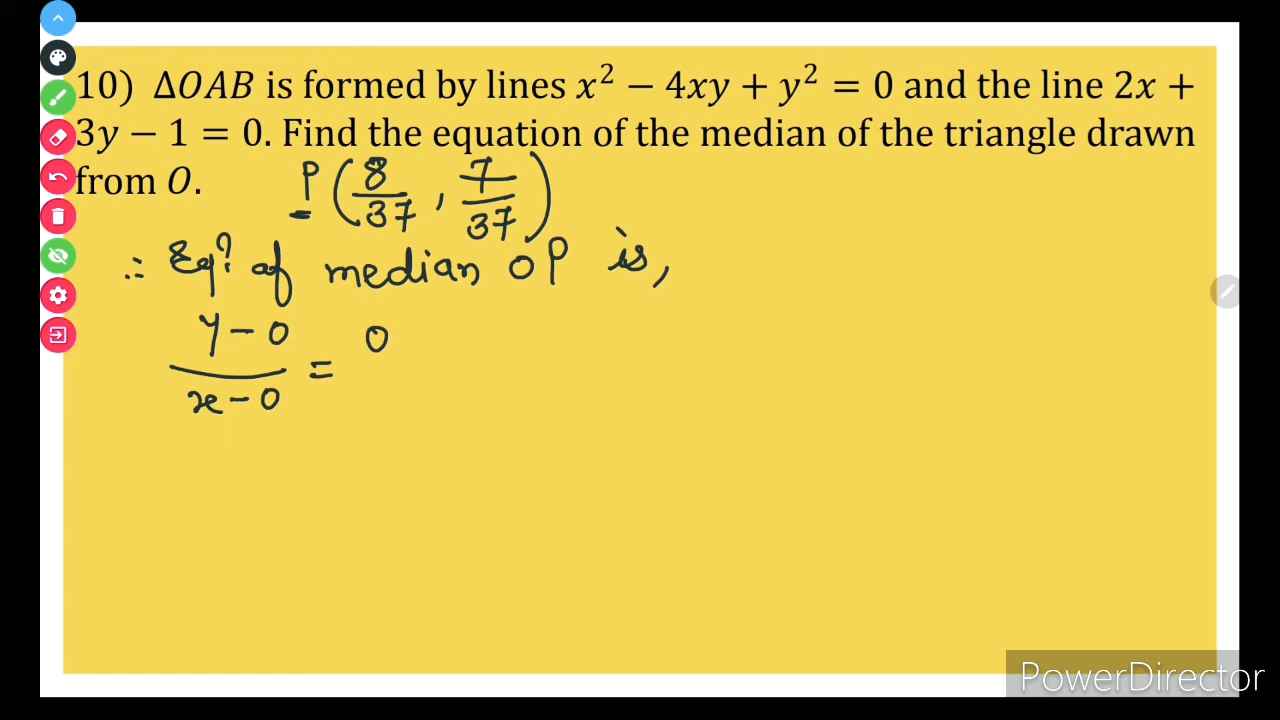 10) ΔOAB is formed by lines x² − 4xy + y² = 0 and the line 2x +
3y − 1 = 0. Find the equation of the median of the triangle drawn
from O.
P (8/37 , 7/37)
∴ Eqⁿ of median OP is,
y − 0 / x − 0 = 0
PowerDirector